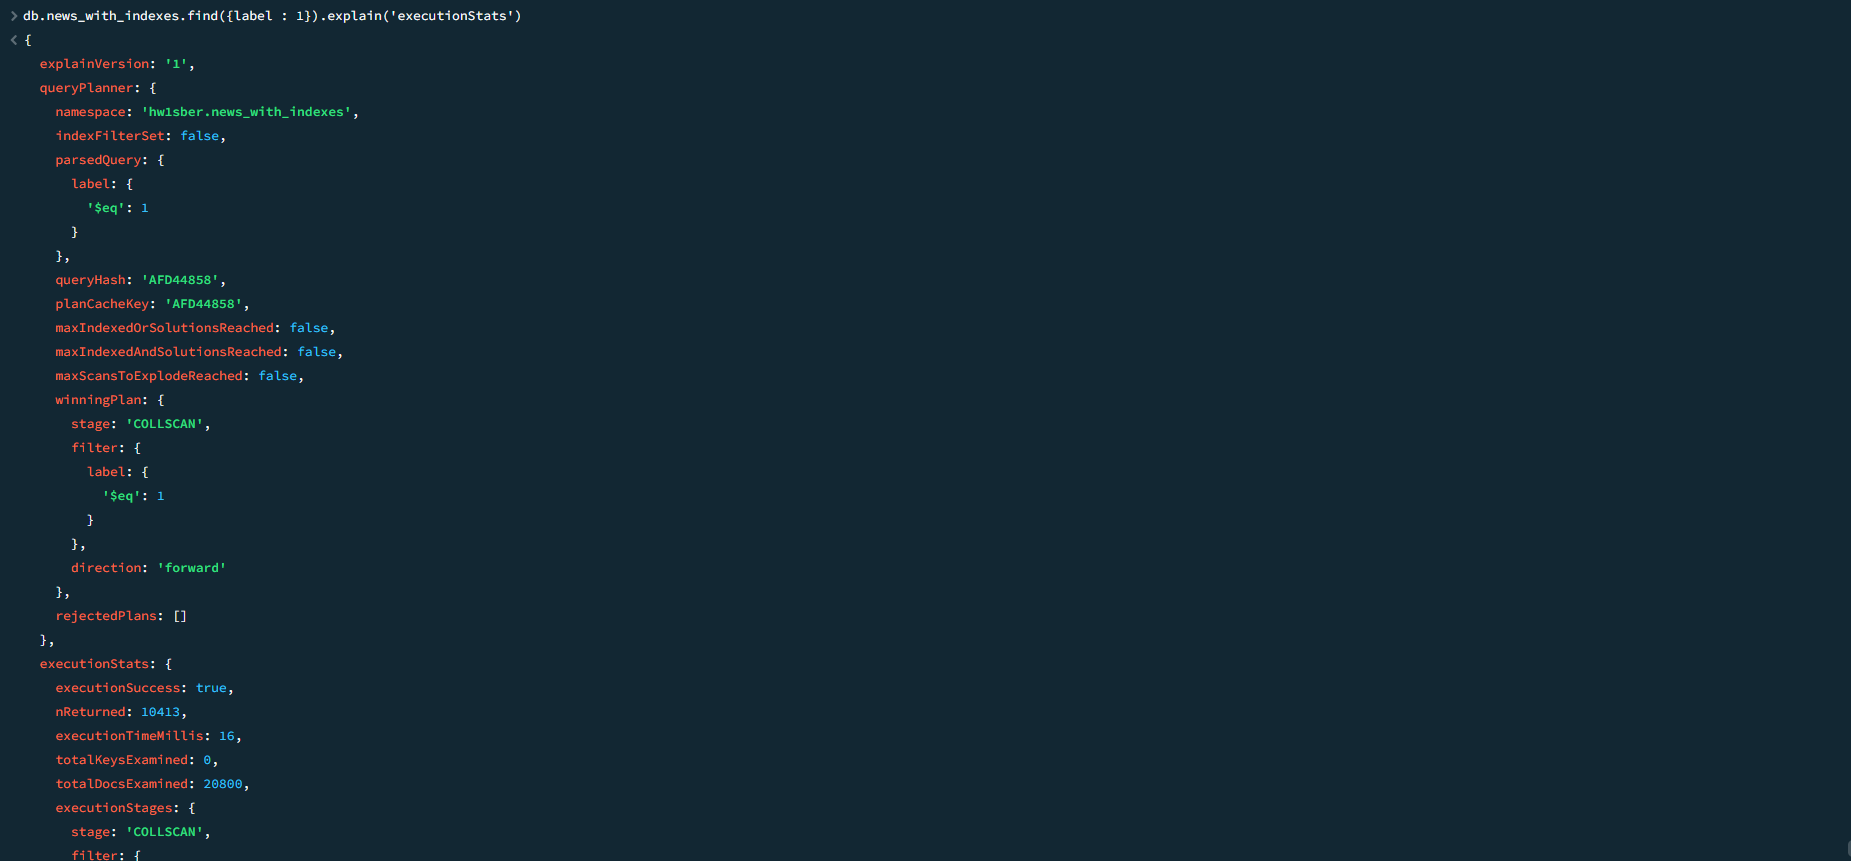 > db.news_with_indexes.find({label : 1}).explain('executionStats')
< {
explainVersion: '1',
queryPlanner: {
namespace: 'hw1sber.news_with_indexes',
indexFilterSet: false,
parsedQuery: {
label: {
'$eq': 1
}
},
queryHash: 'AFD44858',
planCacheKey: 'AFD44858',
maxIndexedOrSolutionsReached: false,
maxIndexedAndSolutionsReached: false,
maxScansToExplodeReached: false,
winningPlan: {
stage: 'COLLSCAN',
filter: {
label: {
'$eq': 1
}
},
direction: 'forward'
},
rejectedPlans: []
},
executionStats: {
executionSuccess: true,
nReturned: 10413,
executionTimeMillis: 16,
totalKeysExamined: 0,
totalDocsExamined: 20800,
executionStages: {
stage: 'COLLSCAN',
filter: {